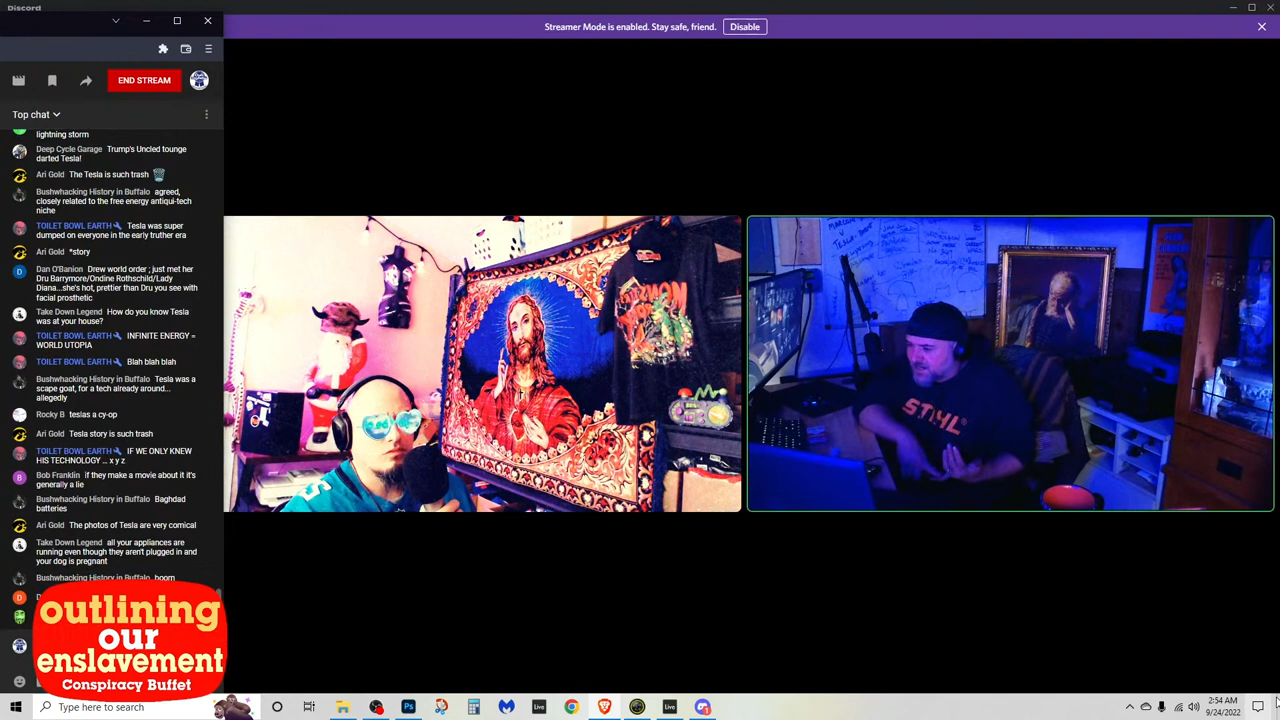 Discord
Streamer Mode is enabled. Stay safe, friend.
Disable
END STREAM
Top chat
lightning storm
Deep Cycle Garage Trump's Uncled tounge
darted Tesla!
Ari Gold The Tesla is such trash
Bushwhacking History in Buffalo agreed,
closely related to the free energy antiqui-tech
niche
TOILET BOWL EARTH Tesla was super
dumped on everyone in the early truther era
Ari Gold *story
Dan O'Banion Drew world order ; just met her
Dru Barrymore/Ondine Rothschild/Lady
Diana...she's hot, prettier than Dru you see with
facial prosthetic
Take Down Legend How do you know Tesla
was at your house?
TOILET BOWL EARTH INFINITE ENERGY =
WORLD UTOPIA
TOILET BOWL EARTH Blah blah blah
Bushwhacking History in Buffalo Tesla was a
scape goat, for a tech already around...
allegedly
Rocky B teslas a cy-op
Ari Gold Tesla story is such trash
TOILET BOWL EARTH IF WE ONLY KNEW
HIS TECHNOLOGY ... x y z
Bob Franklin if they make a movie about it it's
generally a lie
Bushwhacking History in Buffalo Baghdad
batteries
Ari Gold The photos of Tesla are very comical
Take Down Legend all your appliances are
running even though they aren't plugged in and
your dog is pregnant
Bushwhacking History in Buffalo boom
outlining
our
enslavement
Conspiracy Buffet
STIHL
Type here to search
2:54 AM
9/24/2022